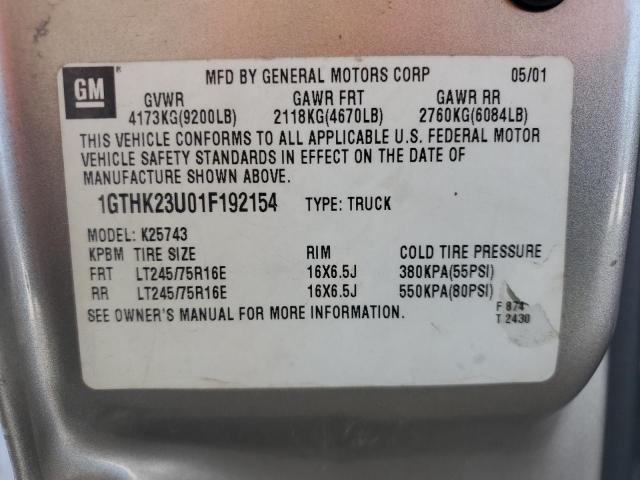 GM MFD BY GENERAL MOTORS CORP 05/01
GVWR GAWR FRT GAWR RR
4173KG(9200LB) 2118KG(4670LB) 2760KG(6084LB)
THIS VEHICLE CONFORMS TO ALL APPLICABLE U.S. FEDERAL MOTOR
VEHICLE SAFETY STANDARDS IN EFFECT ON THE DATE OF
MANUFACTURE SHOWN ABOVE.
1GTHK23U01F192154 TYPE: TRUCK
MODEL: K25743
KPBM TIRE SIZE RIM COLD TIRE PRESSURE
FRT LT245/75R16E 16X6.5J 380KPA(55PSI)
RR LT245/75R16E 16X6.5J 550KPA(80PSI)
SEE OWNER'S MANUAL FOR MORE INFORMATION.
F 874
T 2430